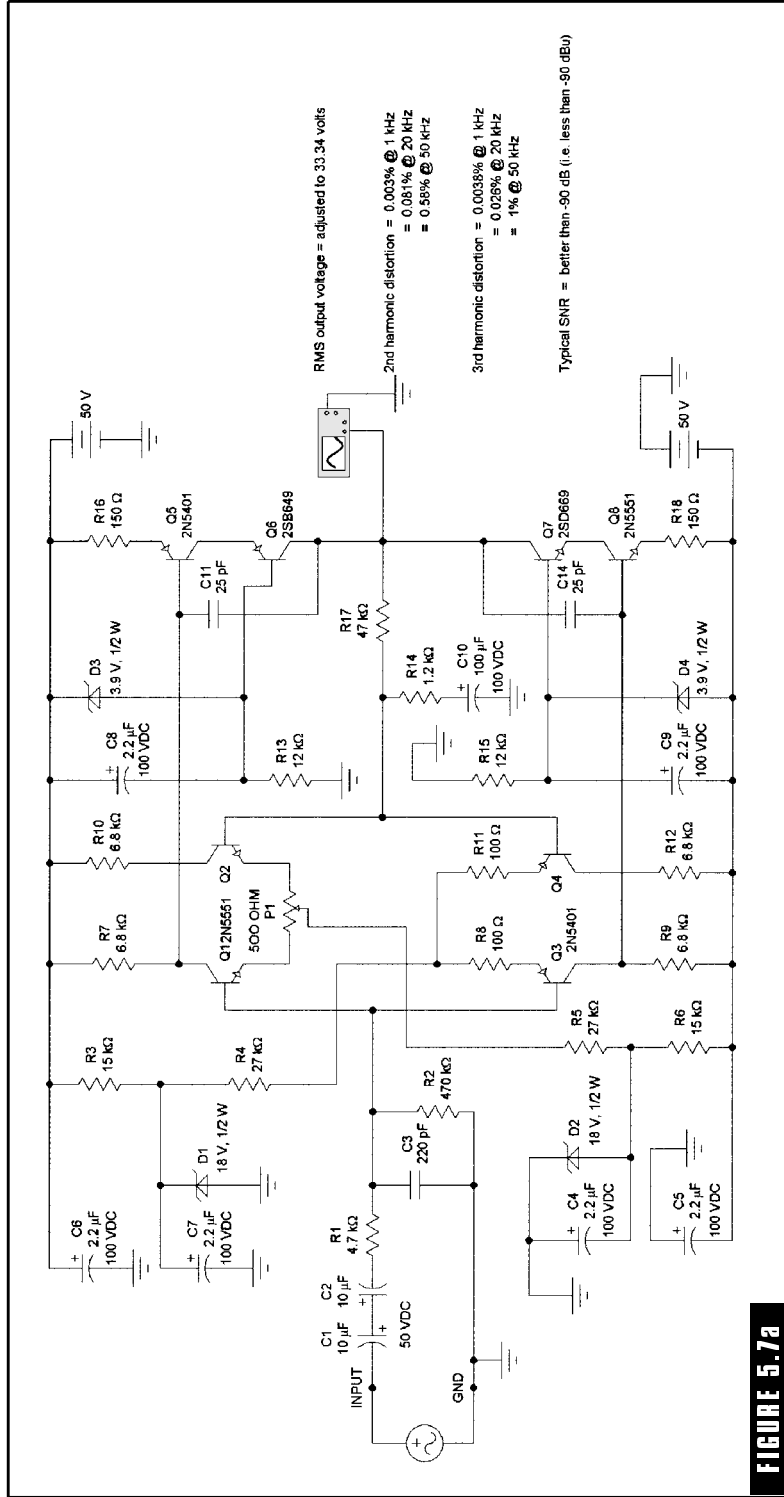 C6
2.2 µF
100 VDC
C7
2.2 µF
100 VDC
D1
18 V, 1/2 W
R3
15 kΩ
R4
27 kΩ
R7
6.8 kΩ
R10
6.8 kΩ
C8
2.2 µF
100 VDC
D3
3.9 V, 1/2 W
R13
12 kΩ
R16
150 Ω
Q5
2N5401
Q6
2SB649
C11
25 pF
50 V
Q12N5551
Q2
500 OHM
P1
INPUT
GND
C1
10 µF
C2
10 µF
50 VDC
R1
4.7 kΩ
C3
220 pF
R2
470 kΩ
R8
100 Ω
R11
100 Ω
Q3
2N5401
Q4
R17
47 kΩ
R14
1.2 kΩ
C10
100 µF
100 VDC
R15
12 kΩ
C4
2.2 µF
100 VDC
D2
18 V, 1/2 W
C5
2.2 µF
100 VDC
R5
27 kΩ
R6
15 kΩ
R9
6.8 kΩ
R12
6.8 kΩ
C9
2.2 µF
100 VDC
D4
3.9 V, 1/2 W
C14
25 pF
Q7
2SD669
Q8
2N5551
R18
150 Ω
50 V
RMS output voltage = adjusted to 33.34 volts
2nd harmonic distortion = 0.003% @ 1 kHz
= 0.081% @ 20 kHz
= 0.58% @ 50 kHz
3rd harmonic distortion = 0.0038% @ 1 kHz
= 0.026% @ 20 kHz
= 1% @ 50 kHz
Typical SNR = better than -90 dB (i.e. less than -90 dBu)
FIGURE 5.7a